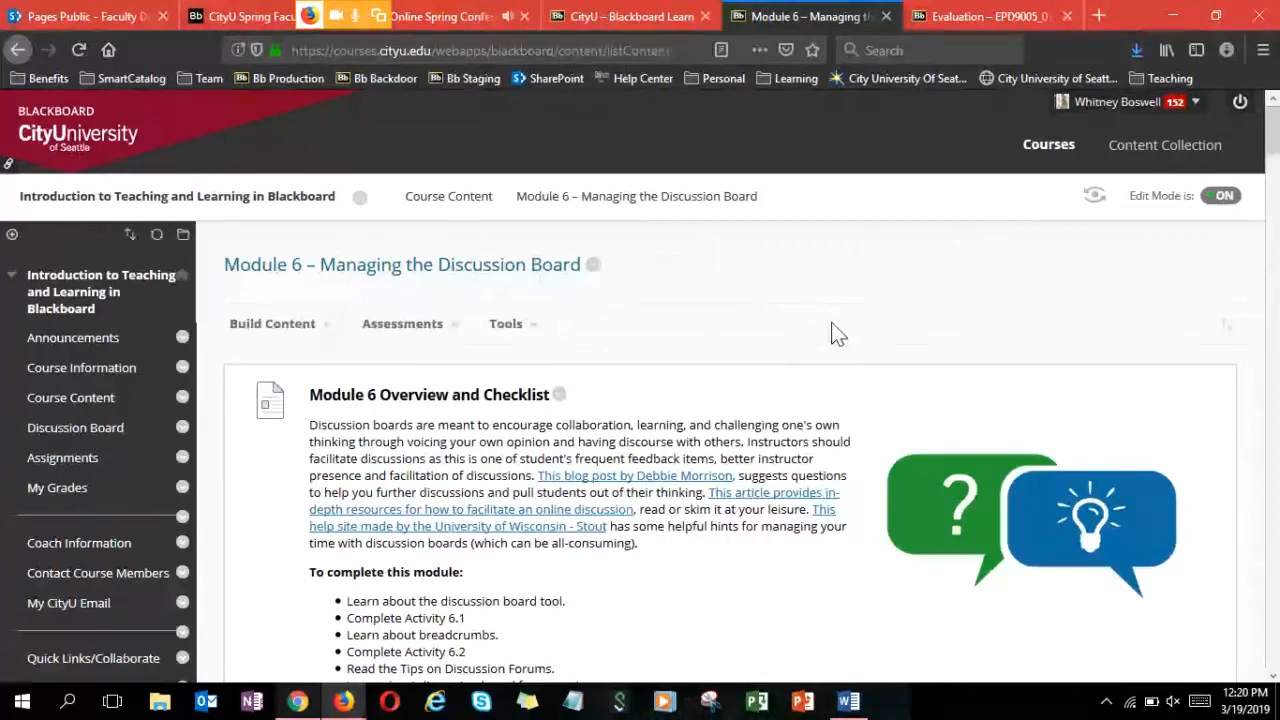 Pages Public - Faculty D
CityU Spring Facu
Online Spring Confe
CityU – Blackboard Learn
Module 6 – Managing th
Evaluation – EPD9005_0
https://courses.cityu.edu/webapps/blackboard/content/listConten
Search
Benefits
SmartCatalog
Team
Bb Production
Bb Backdoor
Bb Staging
SharePoint
Help Center
Personal
Learning
City University Of Seat...
City University of Seatt...
Teaching
BLACKBOARD
CityUniversity
of Seattle
Whitney Boswell 152
Courses
Content Collection
Introduction to Teaching and Learning in Blackboard
Course Content
Module 6 – Managing the Discussion Board
Edit Mode is: ON
Introduction to Teaching
and Learning in
Blackboard
Announcements
Course Information
Course Content
Discussion Board
Assignments
My Grades
Coach Information
Contact Course Members
My CityU Email
Quick Links/Collaborate
Module 6 – Managing the Discussion Board
Build Content
Assessments
Tools
Module 6 Overview and Checklist
Discussion boards are meant to encourage collaboration, learning, and challenging one's own
thinking through voicing your own opinion and having discourse with others. Instructors should
facilitate discussions as this is one of student's frequent feedback items, better instructor
presence and facilitation of discussions. This blog post by Debbie Morrison, suggests questions
to help you further discussions and pull students out of their thinking. This article provides in-
depth resources for how to facilitate an online discussion, read or skim it at your leisure. This
help site made by the University of Wisconsin - Stout has some helpful hints for managing your
time with discussion boards (which can be all-consuming).
To complete this module:
• Learn about the discussion board tool.
• Complete Activity 6.1
• Learn about breadcrumbs.
• Complete Activity 6.2
• Read the Tips on Discussion Forums.
12:20 PM
3/19/2019